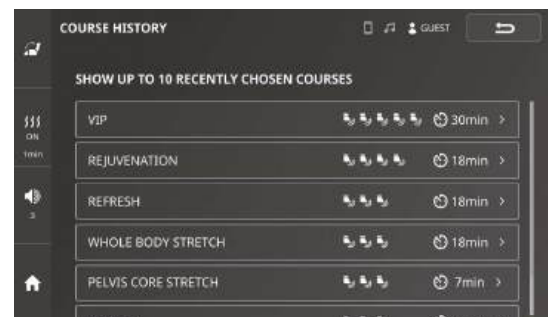 COURSE HISTORY
GUEST
SHOW UP TO 10 RECENTLY CHOSEN COURSES
ON
1min
3
VIP 30min >
REJUVENATION 18min >
REFRESH 18min >
WHOLE BODY STRETCH 18min >
PELVIS CORE STRETCH 7min >